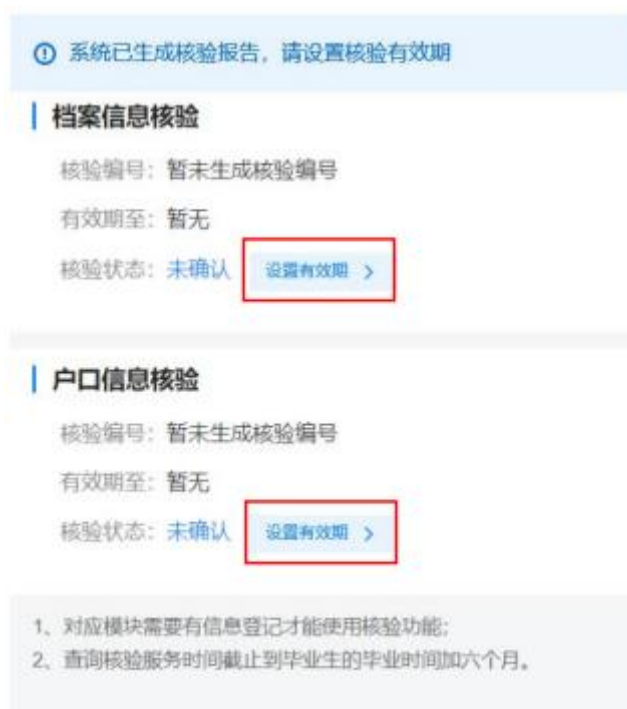 系统已生成核验报告，请设置核验有效期
档案信息核验
核验编号：暂未生成核验编号
有效期至：暂无
核验状态：未确认 设置有效期 >
户口信息核验
核验编号：暂未生成核验编号
有效期至：暂无
核验状态：未确认 设置有效期 >
1、对应模块需要有信息登记才能使用核验功能；
2、查询核验服务时间截止到毕业生的毕业时间加六个月。